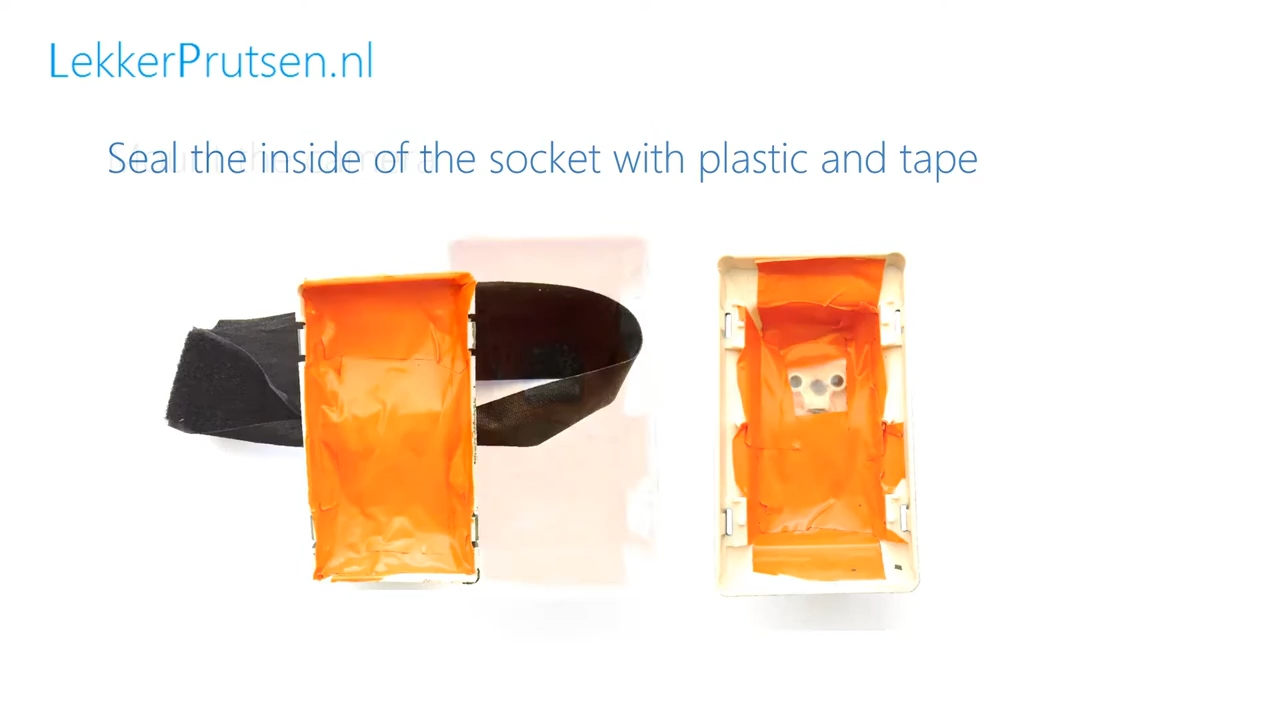 LekkerPrutsen.nl
Seal the inside of the socket with plastic and tape